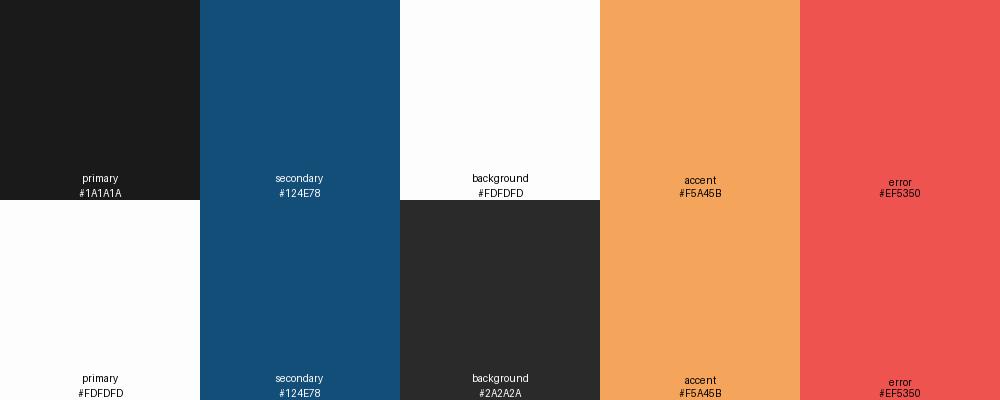 primary
#1A1A1A
secondary
#124E78
background
#FDFDFD
accent
#F5A45B
error
#EF5350
primary
#FDFDFD
secondary
#124E78
background
#2A2A2A
accent
#F5A45B
error
#EF5350